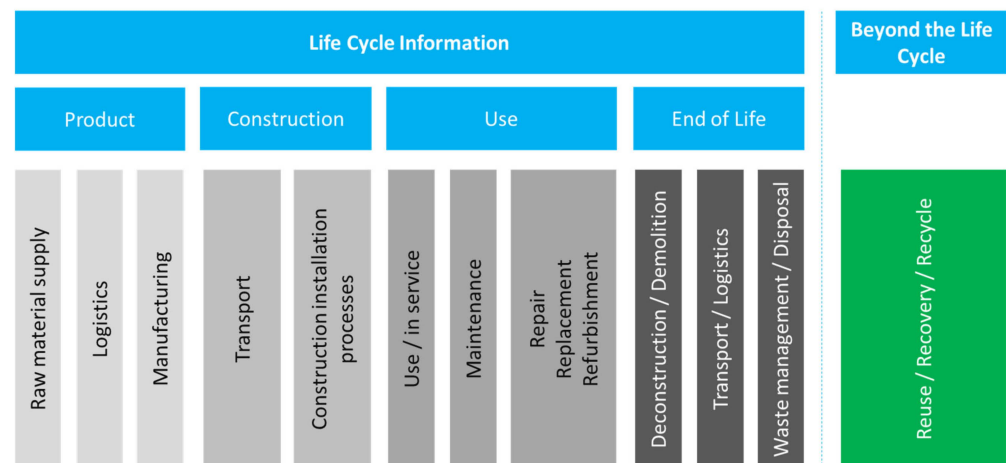 Life Cycle Information
Beyond the Life
Cycle
Product
Construction
Use
End of Life
Raw material supply
Logistics
Manufacturing
Transport
Construction installation
processes
Use / in service
Maintenance
Repair
Replacement
Refurbishment
Deconstruction / Demolition
Transport / Logistics
Waste management / Disposal
Reuse / Recovery / Recycle